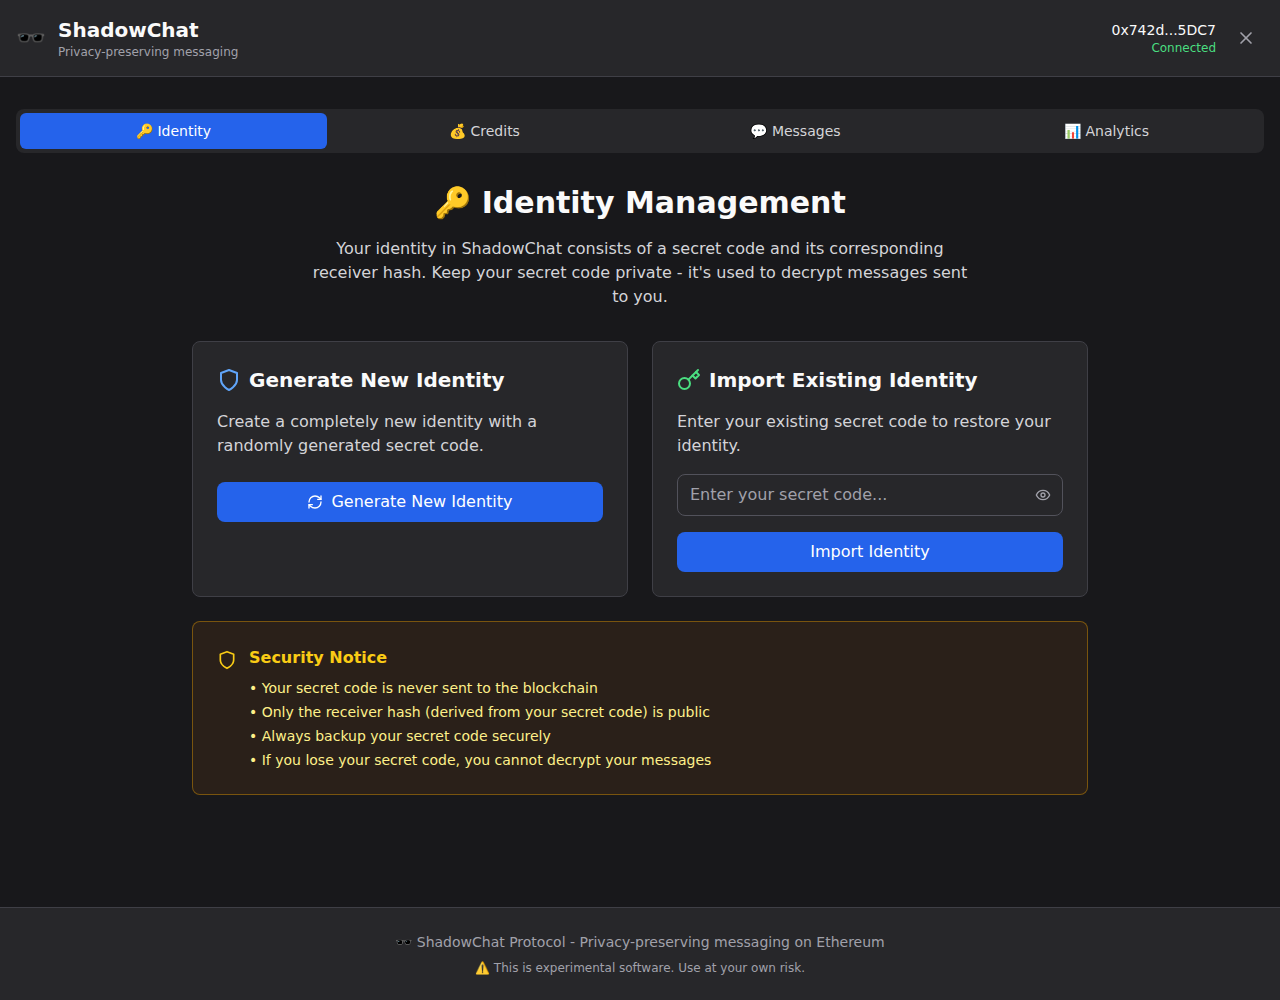 ShadowChat
Privacy-preserving messaging
0x742d...5DC7
Connected
🔑 Identity
💰 Credits
💬 Messages
📊 Analytics
🔑 Identity Management
Your identity in ShadowChat consists of a secret code and its corresponding
receiver hash. Keep your secret code private - it's used to decrypt messages sent
to you.
Generate New Identity
Create a completely new identity with a
randomly generated secret code.
Generate New Identity
Import Existing Identity
Enter your existing secret code to restore your
identity.
Enter your secret code...
Import Identity
Security Notice
• Your secret code is never sent to the blockchain
• Only the receiver hash (derived from your secret code) is public
• Always backup your secret code securely
• If you lose your secret code, you cannot decrypt your messages
🕶️ ShadowChat Protocol - Privacy-preserving messaging on Ethereum
⚠️ This is experimental software. Use at your own risk.